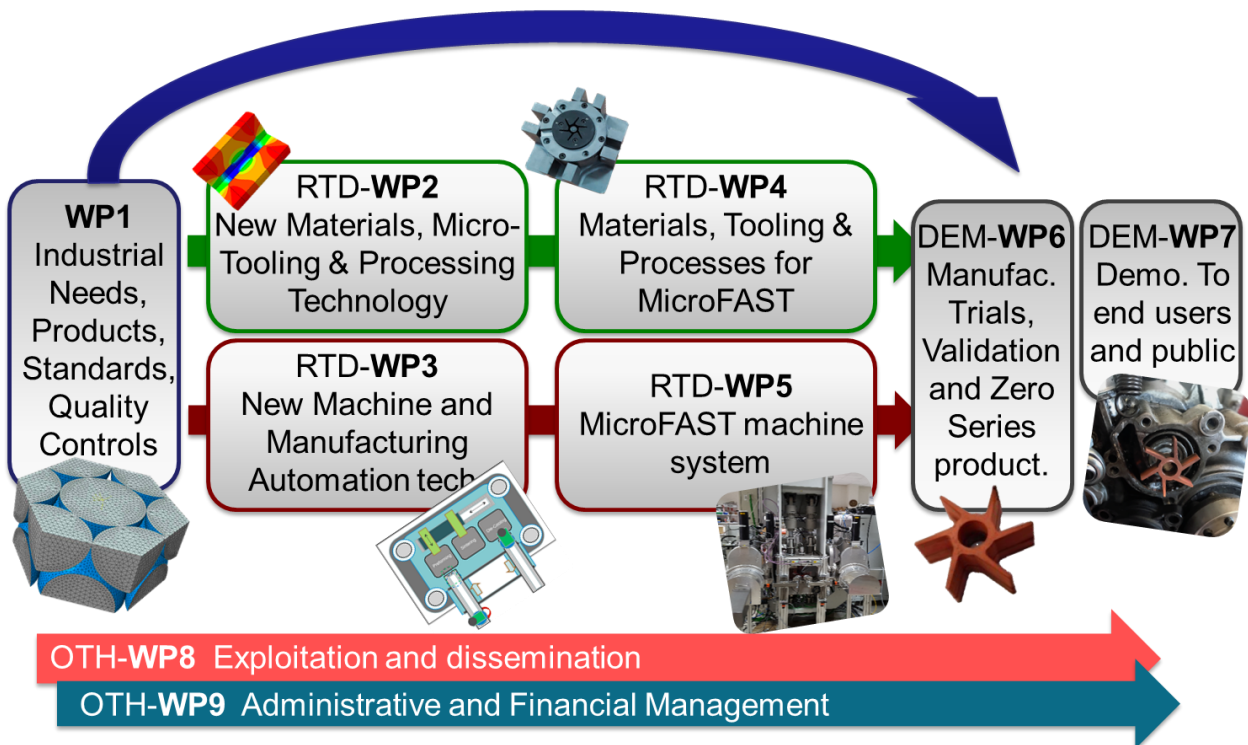 WP1
Industrial
Needs,
Products,
Standards,
Quality
Controls
RTD-WP2
New Materials, Micro-
Tooling & Processing
Technology
RTD-WP4
Materials, Tooling &
Processes for
MicroFAST
RTD-WP3
New Machine and
Manufacturing
Automation tech.
RTD-WP5
MicroFAST machine
system
DEM-WP6
Manufac.
Trials,
Validation
and Zero
Series
product.
DEM-WP7
Demo. To
end users
and public
OTH-WP8 Exploitation and dissemination
OTH-WP9 Administrative and Financial Management